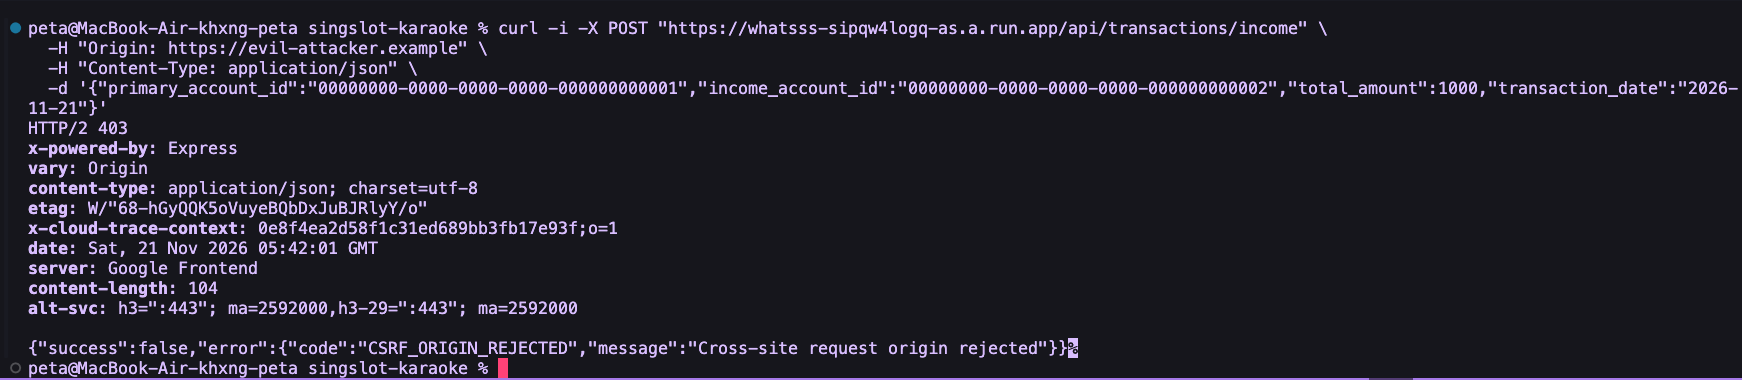 peta@MacBook-Air-khxng-peta singslot-karaoke % curl -i -X POST "https://whatsss-sipqw4logq-as.a.run.app/api/transactions/income" \
-H "Origin: https://evil-attacker.example" \
-H "Content-Type: application/json" \
-d '{"primary_account_id":"00000000-0000-0000-0000-000000000001","income_account_id":"00000000-0000-0000-0000-000000000002","total_amount":1000,"transaction_date":"2026-
11-21"}'
HTTP/2 403
x-powered-by: Express
vary: Origin
content-type: application/json; charset=utf-8
etag: W/"68-hGyQQK5oVuyeBQbDxJuBJRlyY/o"
x-cloud-trace-context: 0e8f4ea2d58f1c31ed689bb3fb17e93f;o=1
date: Sat, 21 Nov 2026 05:42:01 GMT
server: Google Frontend
content-length: 104
alt-svc: h3=":443"; ma=2592000,h3-29=":443"; ma=2592000
{"success":false,"error":{"code":"CSRF_ORIGIN_REJECTED","message":"Cross-site request origin rejected"}}%
peta@MacBook-Air-khxng-peta singslot-karaoke %